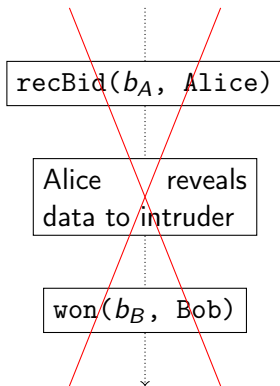 recBid(b_A, Alice)
Alice reveals
data to intruder
won(b_B, Bob)